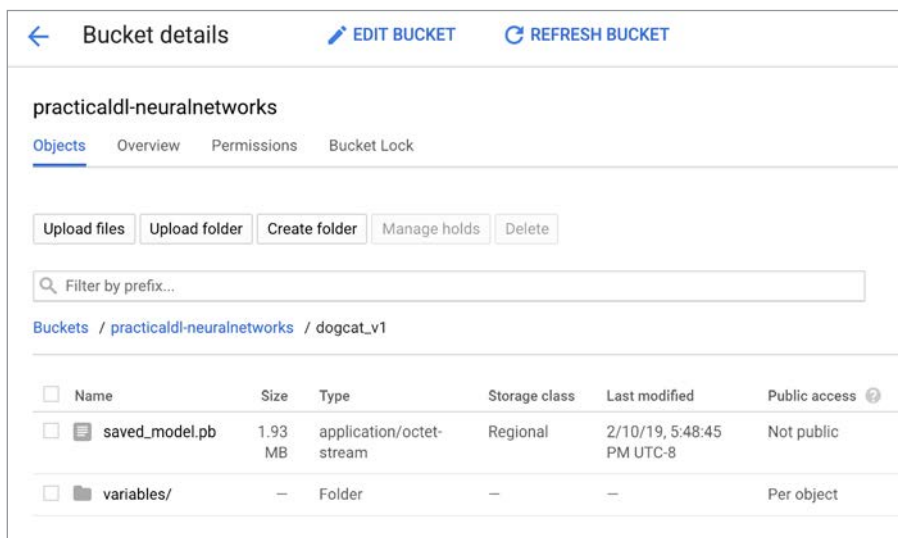 Bucket details EDIT BUCKET REFRESH BUCKET
practicaldl-neuralnetworks
Objects Overview Permissions Bucket Lock
Upload files Upload folder Create folder Manage holds Delete
Filter by prefix...
Buckets / practicaldl-neuralnetworks / dogcat_v1
Name Size Type Storage class Last modified Public access ?
saved_model.pb 1.93 application/octet- Regional 2/10/19, 5:48:45 Not public
MB stream PM UTC-8
variables/ — Folder — — Per object